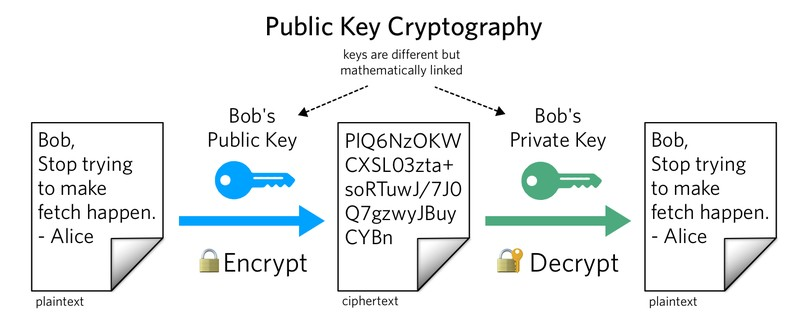 Public Key Cryptography
keys are different but
mathematically linked
Bob,
Stop trying
to make
fetch happen.
- Alice
plaintext
Bob's
Public Key
Encrypt
PIQ6NzOKW
CXSL03zta+
soRTuwJ/7J0
Q7gzwyJBuy
CYBn
ciphertext
Bob's
Private Key
Decrypt
Bob,
Stop trying
to make
fetch happen.
- Alice
plaintext